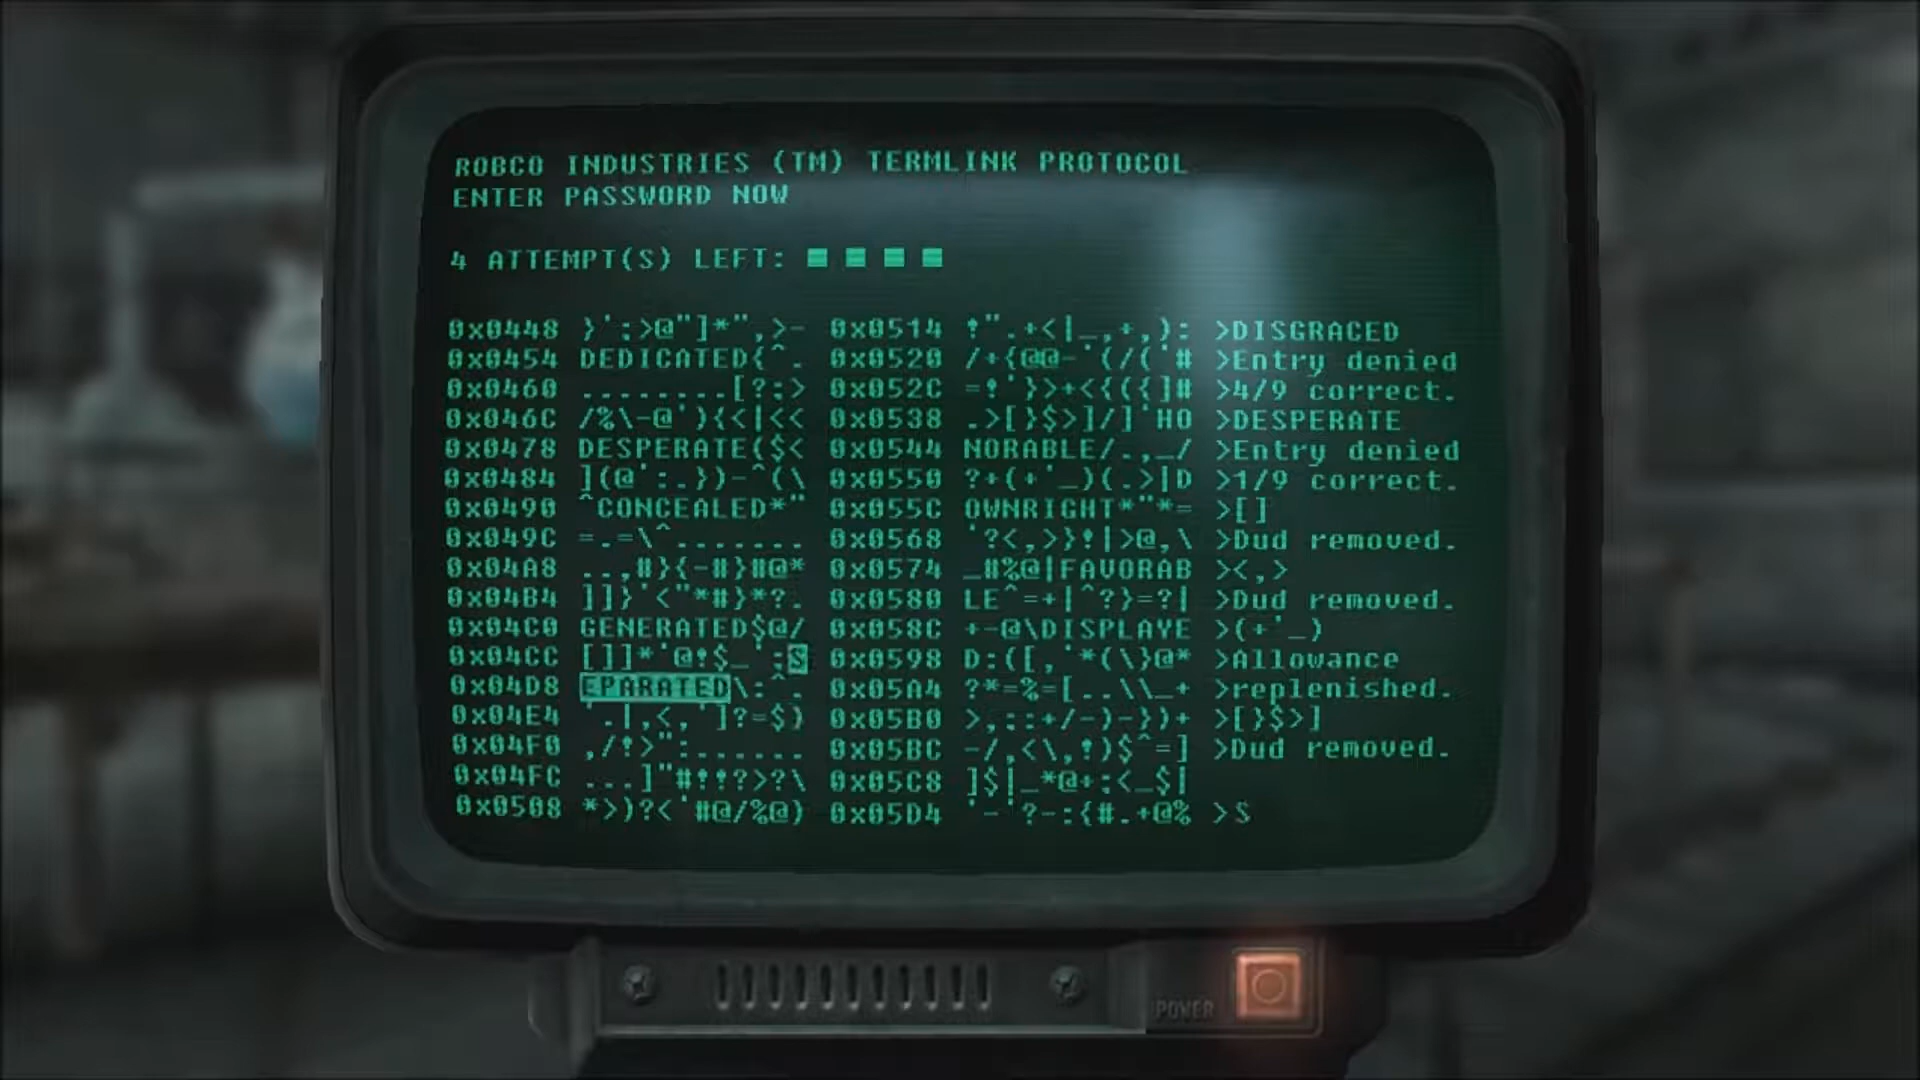 ROBCO INDUSTRIES (TM) TERMLINK PROTOCOL
ENTER PASSWORD NOW
4 ATTEMPT(S) LEFT: ■ ■ ■ ■
0x0448 }':>@"]*",>- 0x0514 !".+<|_,+,): >DISGRACED
0x0454 DEDICATED{^. 0x0520 /+{@@-'(/('# >Entry denied
0x0460 ........[?:> 0x052C =!'}>+<{({]# >4/9 correct.
0x046C /%\-@'){<|<< 0x0538 .>[}$>]/]'HO >DESPERATE
0x0478 DESPERATE($< 0x0544 NORABLE/.,_/ >Entry denied
0x0484 ](@':.})-^(\ 0x0550 ?+(+'_)(.>|D >1/9 correct.
0x0490 ^CONCEALED*" 0x055C OWNRIGHT*"*= >[]
0x049C =.=\^....... 0x0568 '?<,>}!|>@,\ >Dud removed.
0x04A8 ..,#}{-#}#@* 0x0574 _#%@|FAVORAB ><,>
0x04B4 ]]}'<"*#}*?. 0x0580 LE^=+|^?}=?| >Dud removed.
0x04C0 GENERATED$@/ 0x058C +-@\DISPLAYE >(+'_)
0x04CC []]*'@!$_':S 0x0598 D:([,'*(\}@* >Allowance
0x04D8 EPARATED\:^. 0x05A4 ?*=%=[..\\_+ >replenished.
0x04E4 '.|,<,']?=$) 0x05B0 >,::+/-)-})+ >[}$>]
0x04F0 ,/!>":...... 0x05BC -/,<\,!)$^=] >Dud removed.
0x04FC ...]"#!!?>?\ 0x05C8 ]$|_*@+:<_$|
0x0508 *>)?<'#@/%@) 0x05D4 '-'?-:{#.+@% >S
POWER